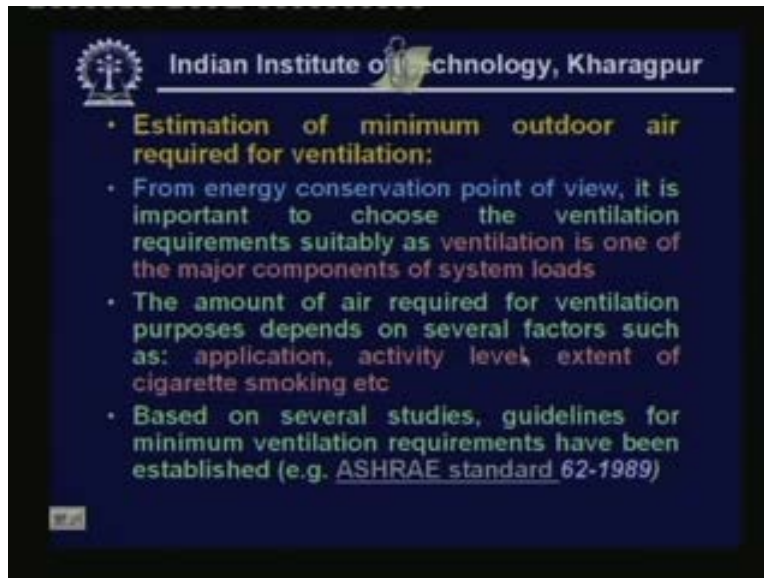 Indian Institute of Technology, Kharagpur
• Estimation of minimum outdoor air
required for ventilation:
• From energy conservation point of view, it is
important to choose the ventilation
requirements suitably as ventilation is one of
the major components of system loads
• The amount of air required for ventilation
purposes depends on several factors such
as: application, activity level, extent of
cigarette smoking etc
• Based on several studies, guidelines for
minimum ventilation requirements have been
established (e.g. ASHRAE standard 62-1989)